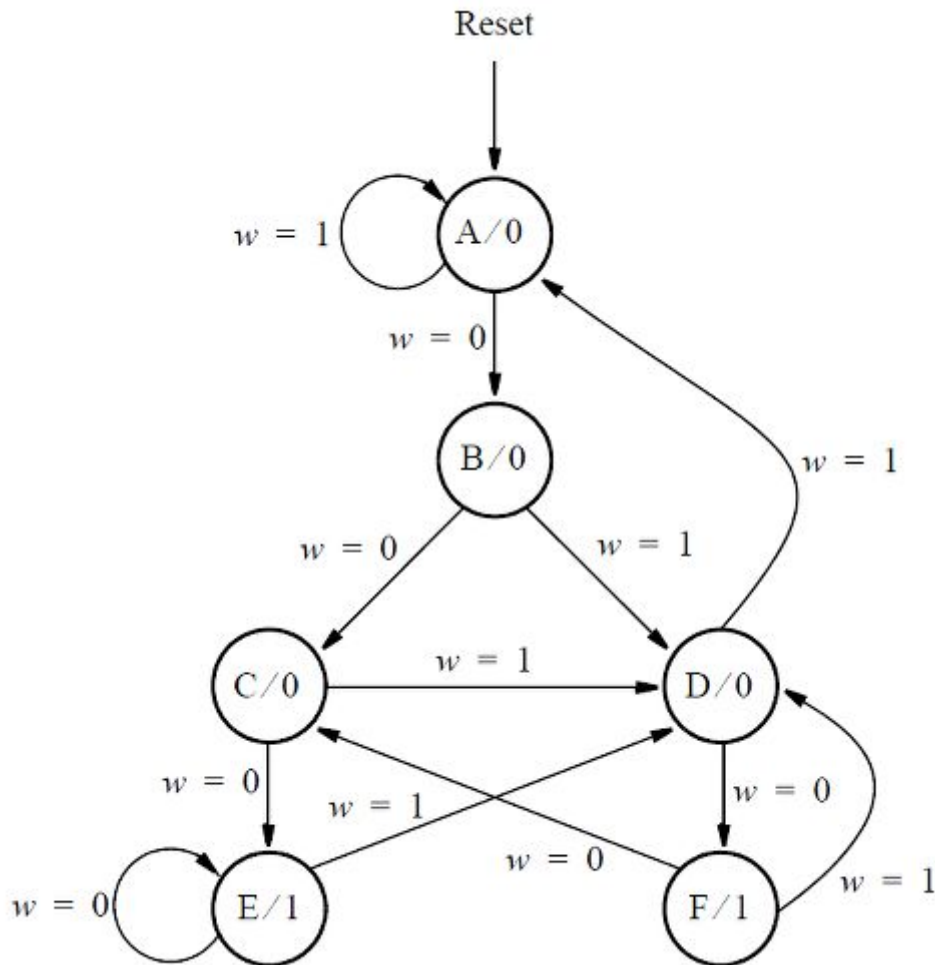 Reset
A/0
w = 1
w = 0
B/0
w = 1
w = 0
w = 1
C/0
w = 1
D/0
w = 0
w = 0
w = 1
w = 0
w = 1
w = 0
E/1
F/1